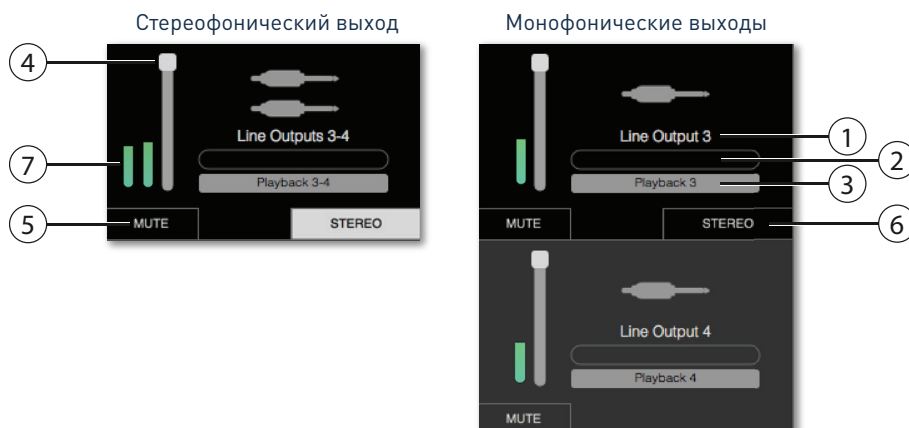 Стереофонический выход
4
7
5
Line Outputs 3-4
Playback 3-4
MUTE
STEREO
Монофонические выходы
Line Output 3
Playback 3
MUTE
STEREO
Line Output 4
Playback 4
MUTE
1
2
3
6